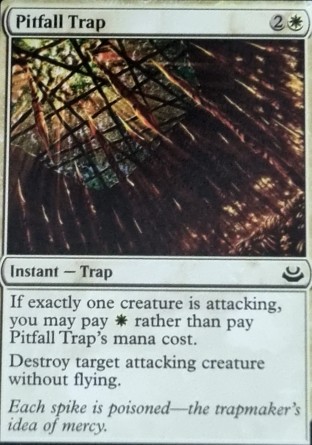 Pitfall Trap 2
Instant — Trap
If exactly one creature is attacking,
you may pay rather than pay
Pitfall Trap's mana cost.
Destroy target attacking creature
without flying.
Each spike is poisoned—the trapmaker's
idea of mercy.